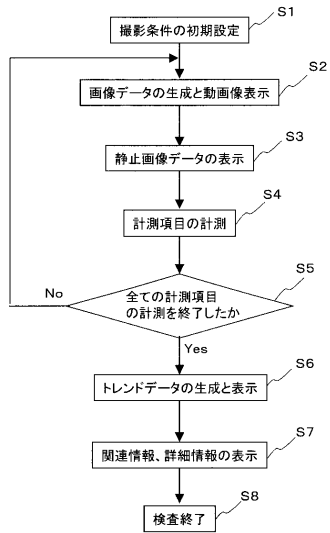 S1
撮影条件の初期設定
S2
画像データの生成と動画像表示
S3
静止画像データの表示
S4
計測項目の計測
S5
No
全ての計測項目
の計測を終了したか
Yes
S6
トレンドデータの生成と表示
S7
関連情報、詳細情報の表示
S8
検査終了